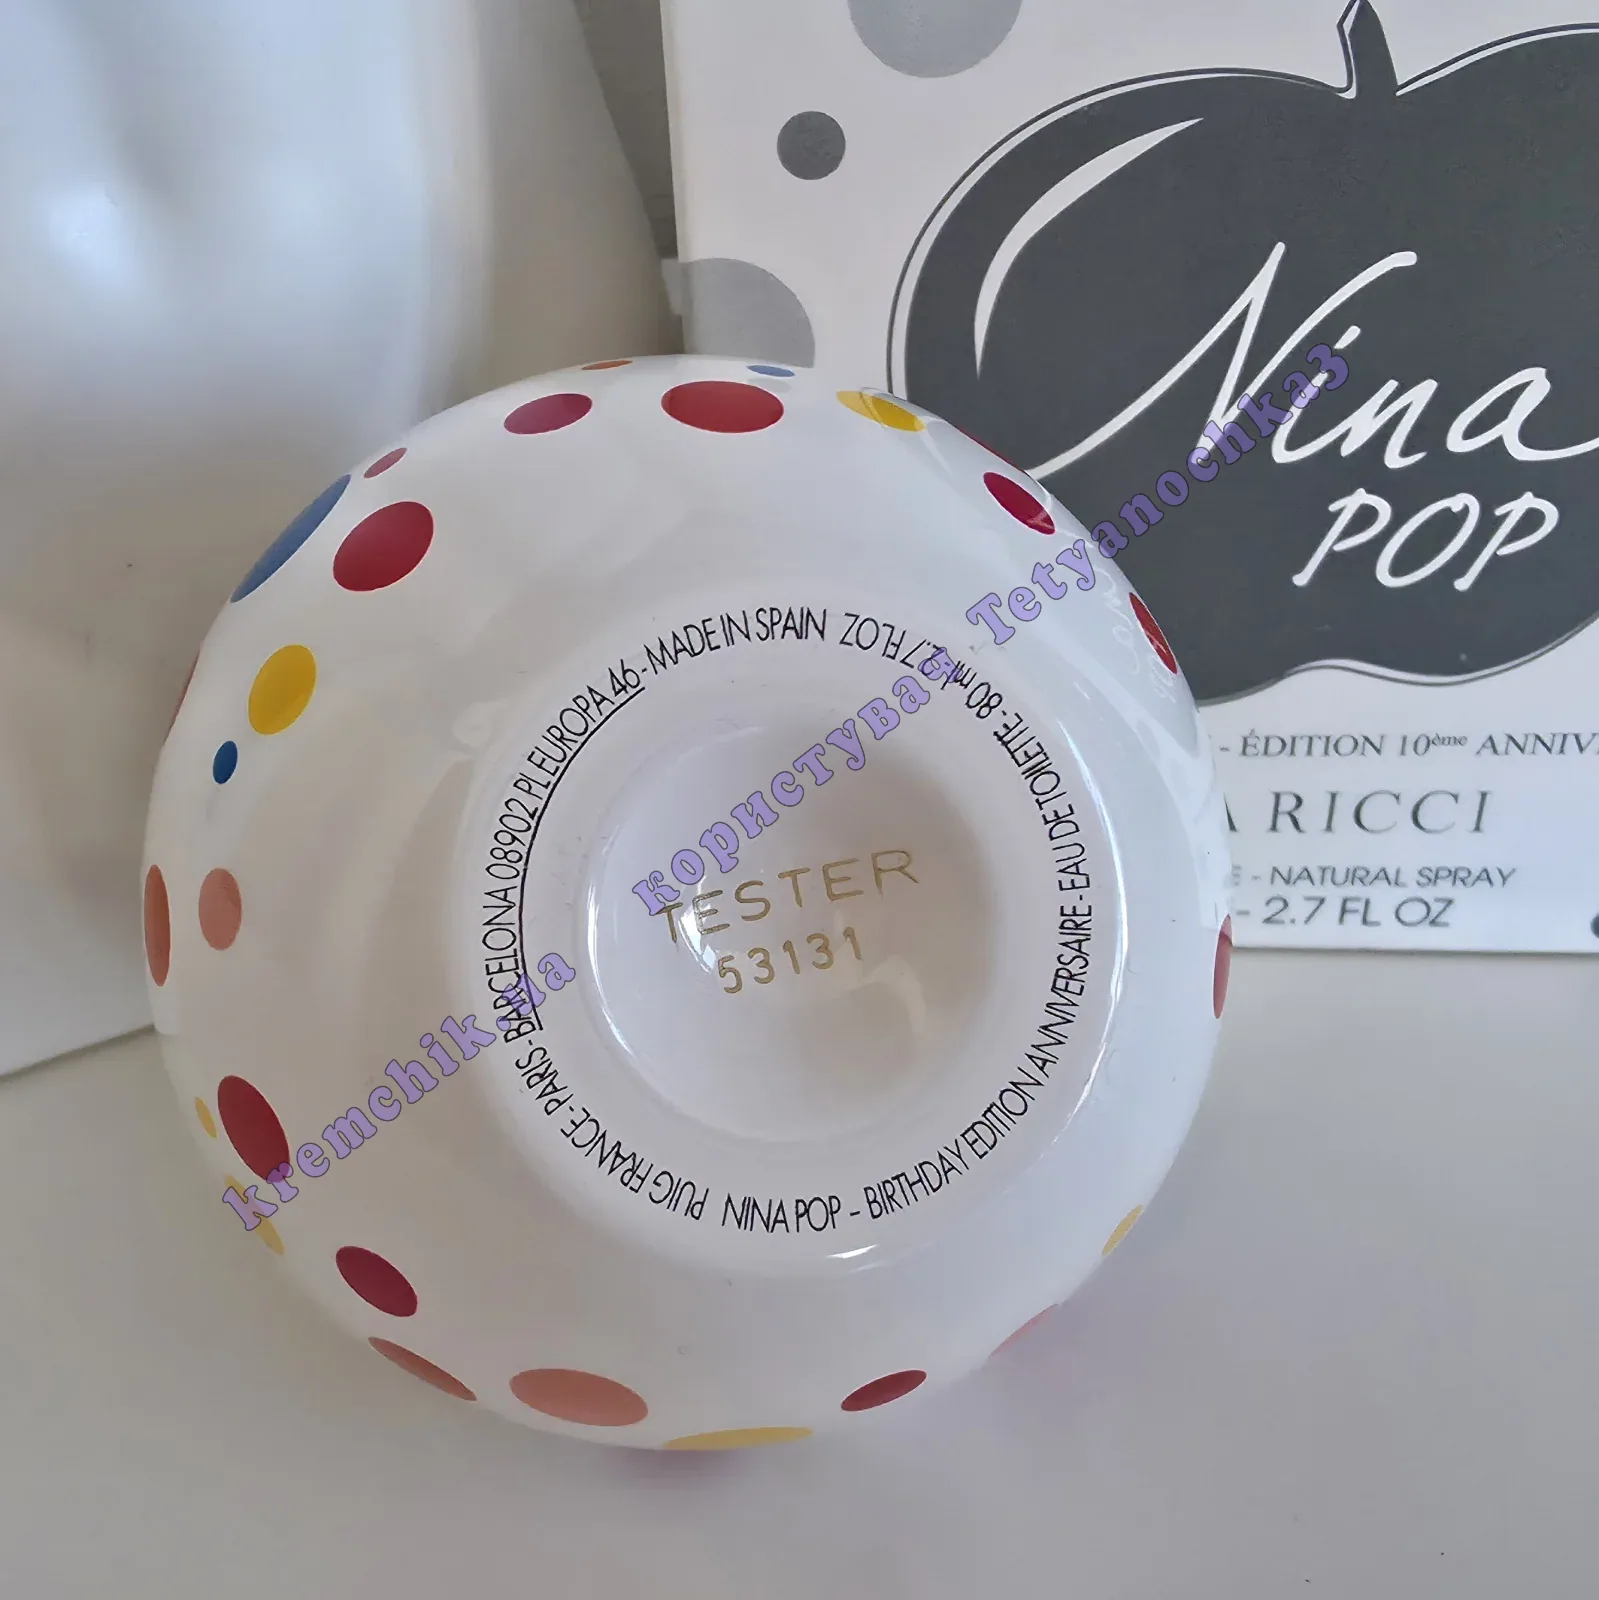 Nina
POP
- ÉDITION 10ème ANNIV
A RICCI
E - NATURAL SPRAY
- 2.7 FL OZ
NINA POP - BIRTHDAY EDITION ANNIVERSAIRE - EAU DE TOILETTE - 80 ml 2.7 FL OZ
PUIG FRANCE - PARIS - BARCELONA 08902 PL EUROPA 46 - MADE IN SPAIN
TESTER
53131
kremchik.ua користувач Tetyanochka3